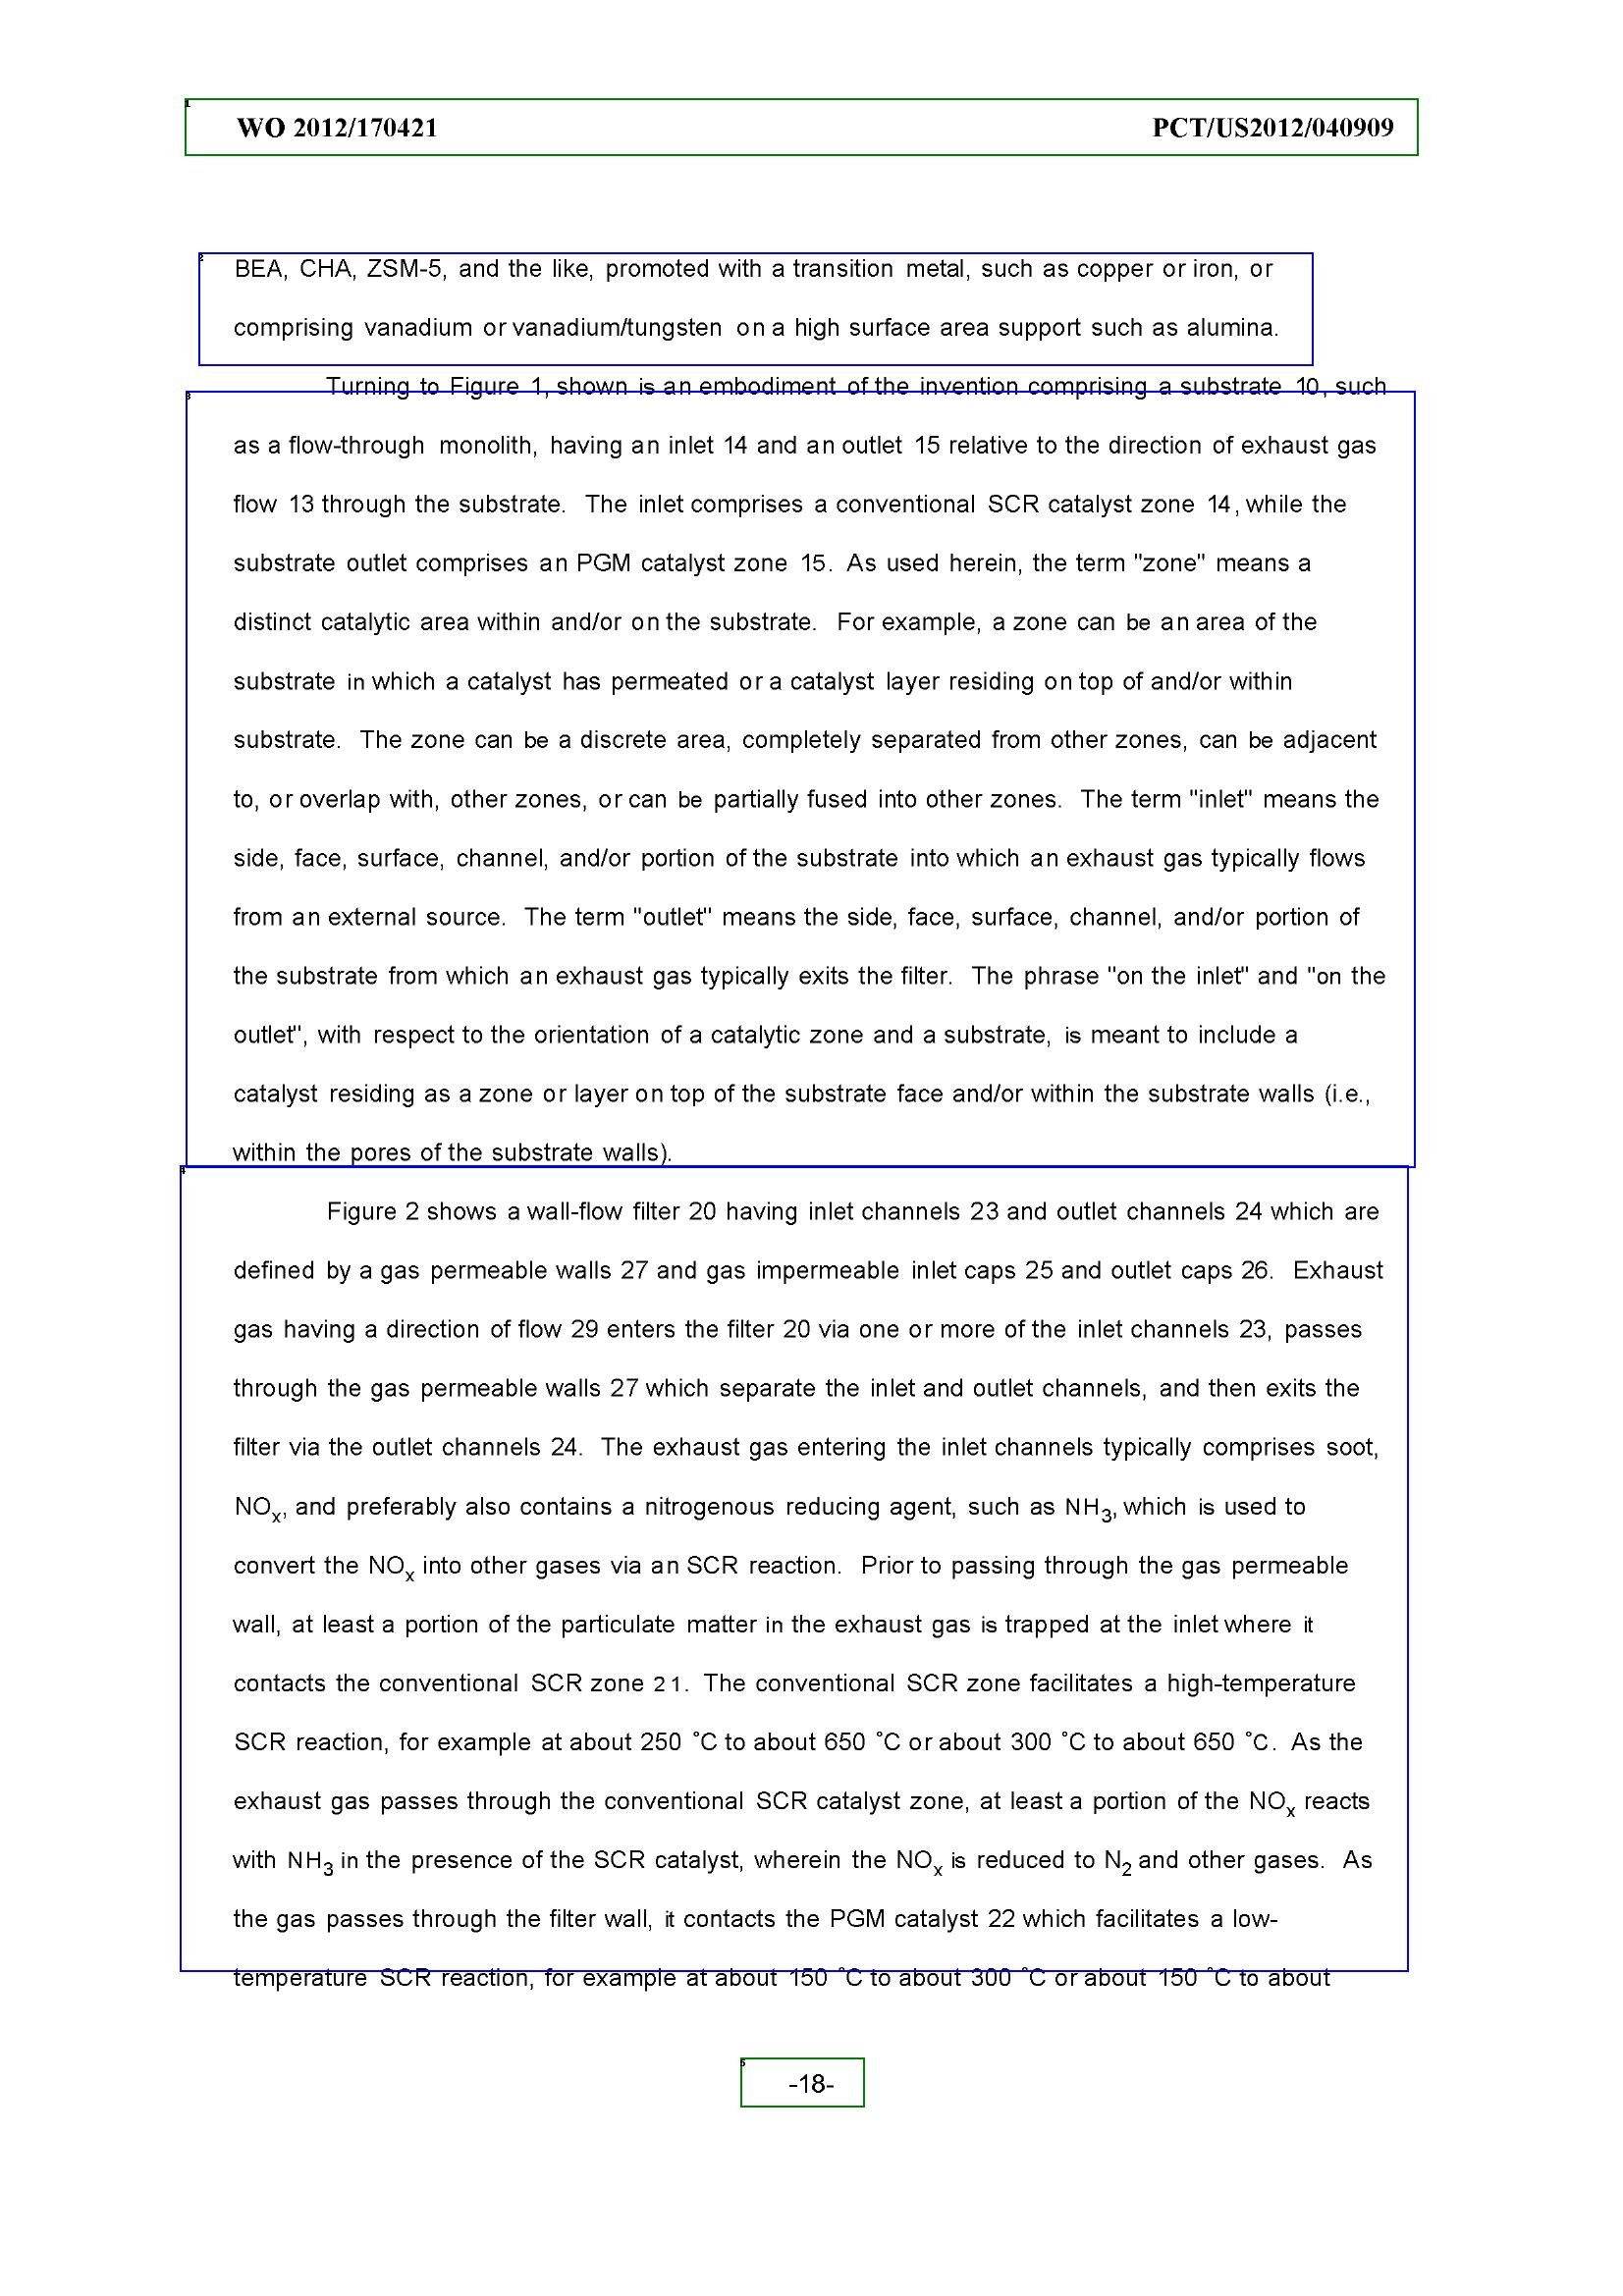 1
WO 2012/170421 PCT/US2012/040909
2
BEA, CHA, ZSM-5, and the like, promoted with a transition metal, such as copper or iron, or
comprising vanadium or vanadium/tungsten on a high surface area support such as alumina.
Turning to Figure 1, shown is an embodiment of the invention comprising a substrate 10, such
3
as a flow-through monolith, having an inlet 14 and an outlet 15 relative to the direction of exhaust gas
flow 13 through the substrate. The inlet comprises a conventional SCR catalyst zone 14, while the
substrate outlet comprises an PGM catalyst zone 15. As used herein, the term "zone" means a
distinct catalytic area within and/or on the substrate. For example, a zone can be an area of the
substrate in which a catalyst has permeated or a catalyst layer residing on top of and/or within
substrate. The zone can be a discrete area, completely separated from other zones, can be adjacent
to, or overlap with, other zones, or can be partially fused into other zones. The term "inlet" means the
side, face, surface, channel, and/or portion of the substrate into which an exhaust gas typically flows
from an external source. The term "outlet" means the side, face, surface, channel, and/or portion of
the substrate from which an exhaust gas typically exits the filter. The phrase "on the inlet" and "on the
outlet", with respect to the orientation of a catalytic zone and a substrate, is meant to include a
catalyst residing as a zone or layer on top of the substrate face and/or within the substrate walls (i.e.,
within the pores of the substrate walls).
4
Figure 2 shows a wall-flow filter 20 having inlet channels 23 and outlet channels 24 which are
defined by a gas permeable walls 27 and gas impermeable inlet caps 25 and outlet caps 26. Exhaust
gas having a direction of flow 29 enters the filter 20 via one or more of the inlet channels 23, passes
through the gas permeable walls 27 which separate the inlet and outlet channels, and then exits the
filter via the outlet channels 24. The exhaust gas entering the inlet channels typically comprises soot,
NOx, and preferably also contains a nitrogenous reducing agent, such as NH3, which is used to
convert the NOx into other gases via an SCR reaction. Prior to passing through the gas permeable
wall, at least a portion of the particulate matter in the exhaust gas is trapped at the inlet where it
contacts the conventional SCR zone 21. The conventional SCR zone facilitates a high-temperature
SCR reaction, for example at about 250 °C to about 650 °C or about 300 °C to about 650 °C. As the
exhaust gas passes through the conventional SCR catalyst zone, at least a portion of the NOx reacts
with NH3 in the presence of the SCR catalyst, wherein the NOx is reduced to N2 and other gases. As
the gas passes through the filter wall, it contacts the PGM catalyst 22 which facilitates a low-
temperature SCR reaction, for example at about 150 °C to about 300 °C or about 150 °C to about
5
-18-